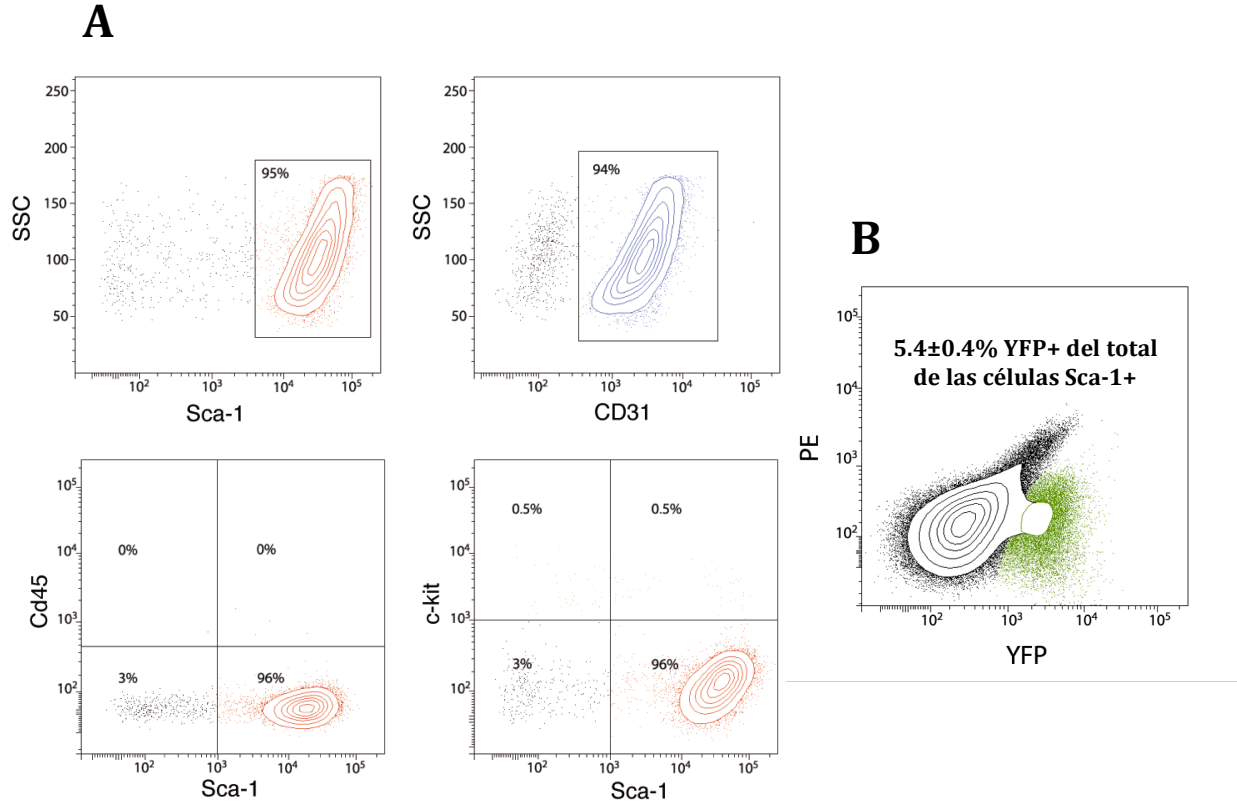 A
250
200
150
100
50
SSC
95%
10² 10³ 10⁴ 10⁵
Sca-1
250
200
150
100
50
SSC
94%
10² 10³ 10⁴ 10⁵
CD31
10⁵
10⁴
10³
10²
Cd45
0% 0%
3% 96%
10² 10³ 10⁴ 10⁵
Sca-1
10⁵
10⁴
10³
10²
c-kit
0.5% 0.5%
3% 96%
10² 10³ 10⁴ 10⁵
Sca-1
B
10⁵
10⁴
10³
10²
PE
5.4±0.4% YFP+ del total
de las células Sca-1+
10² 10³ 10⁴ 10⁵
YFP